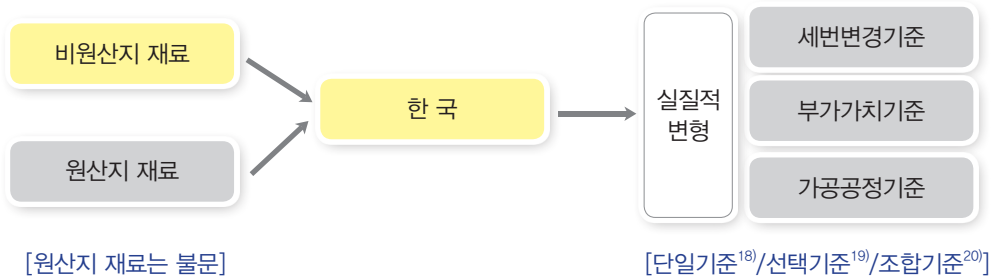 비원산지 재료
원산지 재료
한 국
실질적
변형
세번변경기준
부가가치기준
가공공정기준
[원산지 재료는 불문]
[단일기준18)/선택기준19)/조합기준20)]